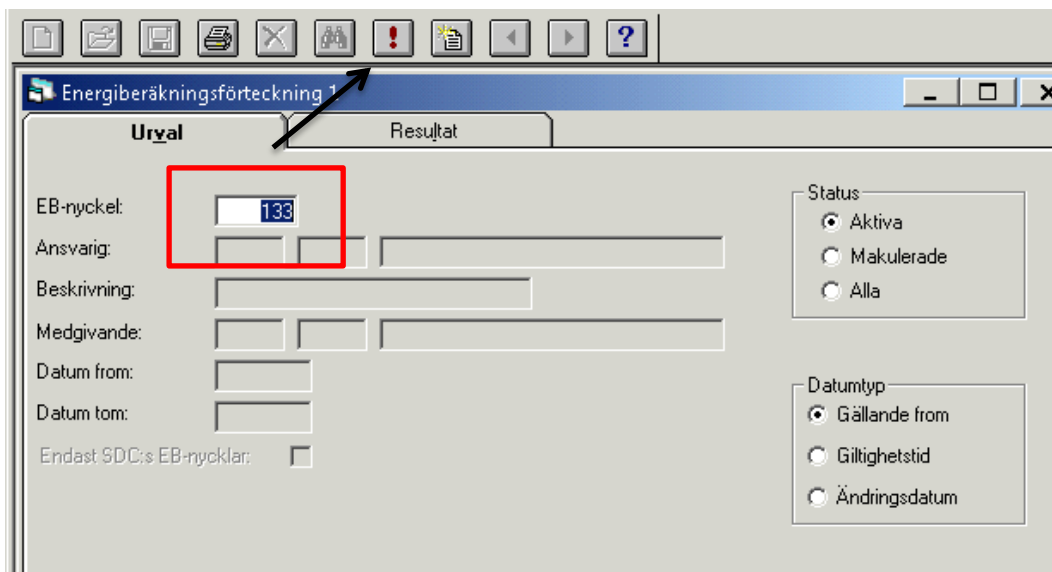 Energiberäkningsförteckning 1
Urval
Resultat
EB-nyckel:
133
Ansvarig:
Beskrivning:
Medgivande:
Datum from:
Datum tom:
Endast SDC:s EB-nycklar:
Status
Aktiva
Makulerade
Alla
Datumtyp
Gällande from
Giltighetstid
Ändringsdatum